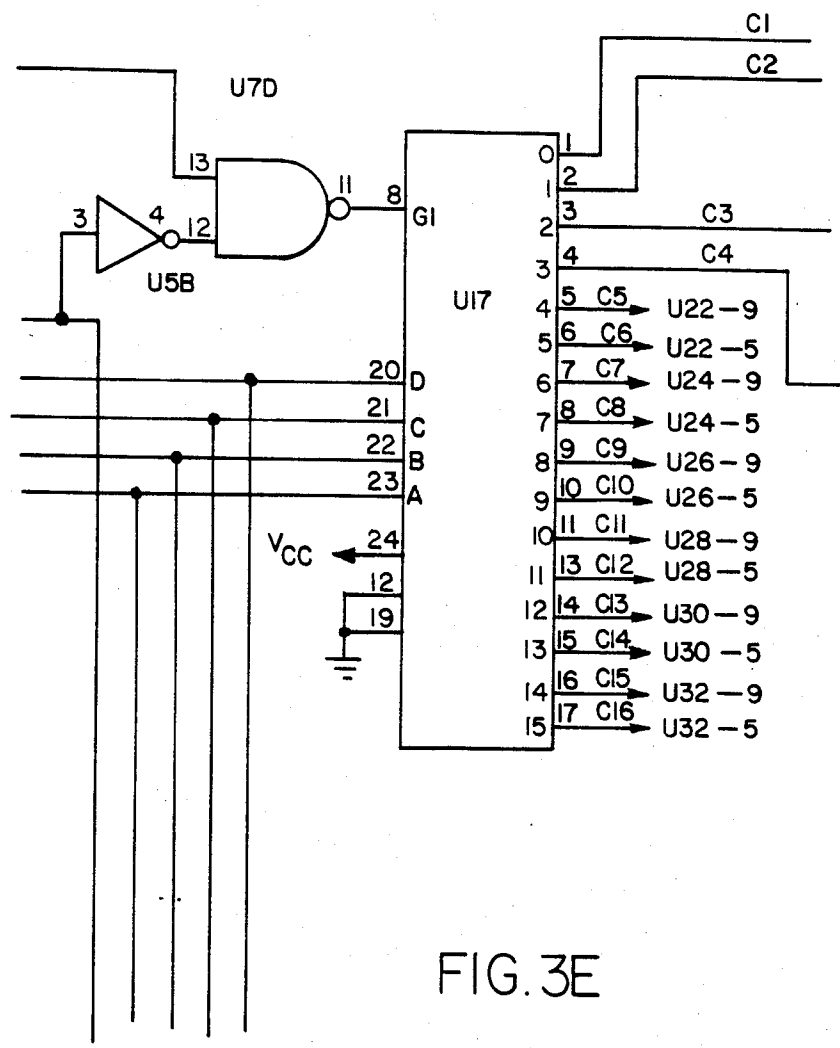 C1
C2
U7D
13
11
8
G1
3
4
12
U5B
U17
0 1
1 2
2 3 C3
3 4 C4
4 5 C5 U22-9
5 6 C6 U22-5
6 7 C7 U24-9
7 8 C8 U24-5
8 9 C9 U26-9
9 10 C10 U26-5
10 11 C11 U28-9
11 13 C12 U28-5
12 14 C13 U30-9
13 15 C14 U30-5
14 16 C15 U32-9
15 17 C16 U32-5
20 D
21 C
22 B
23 A
VCC 24
12
19
FIG. 3E